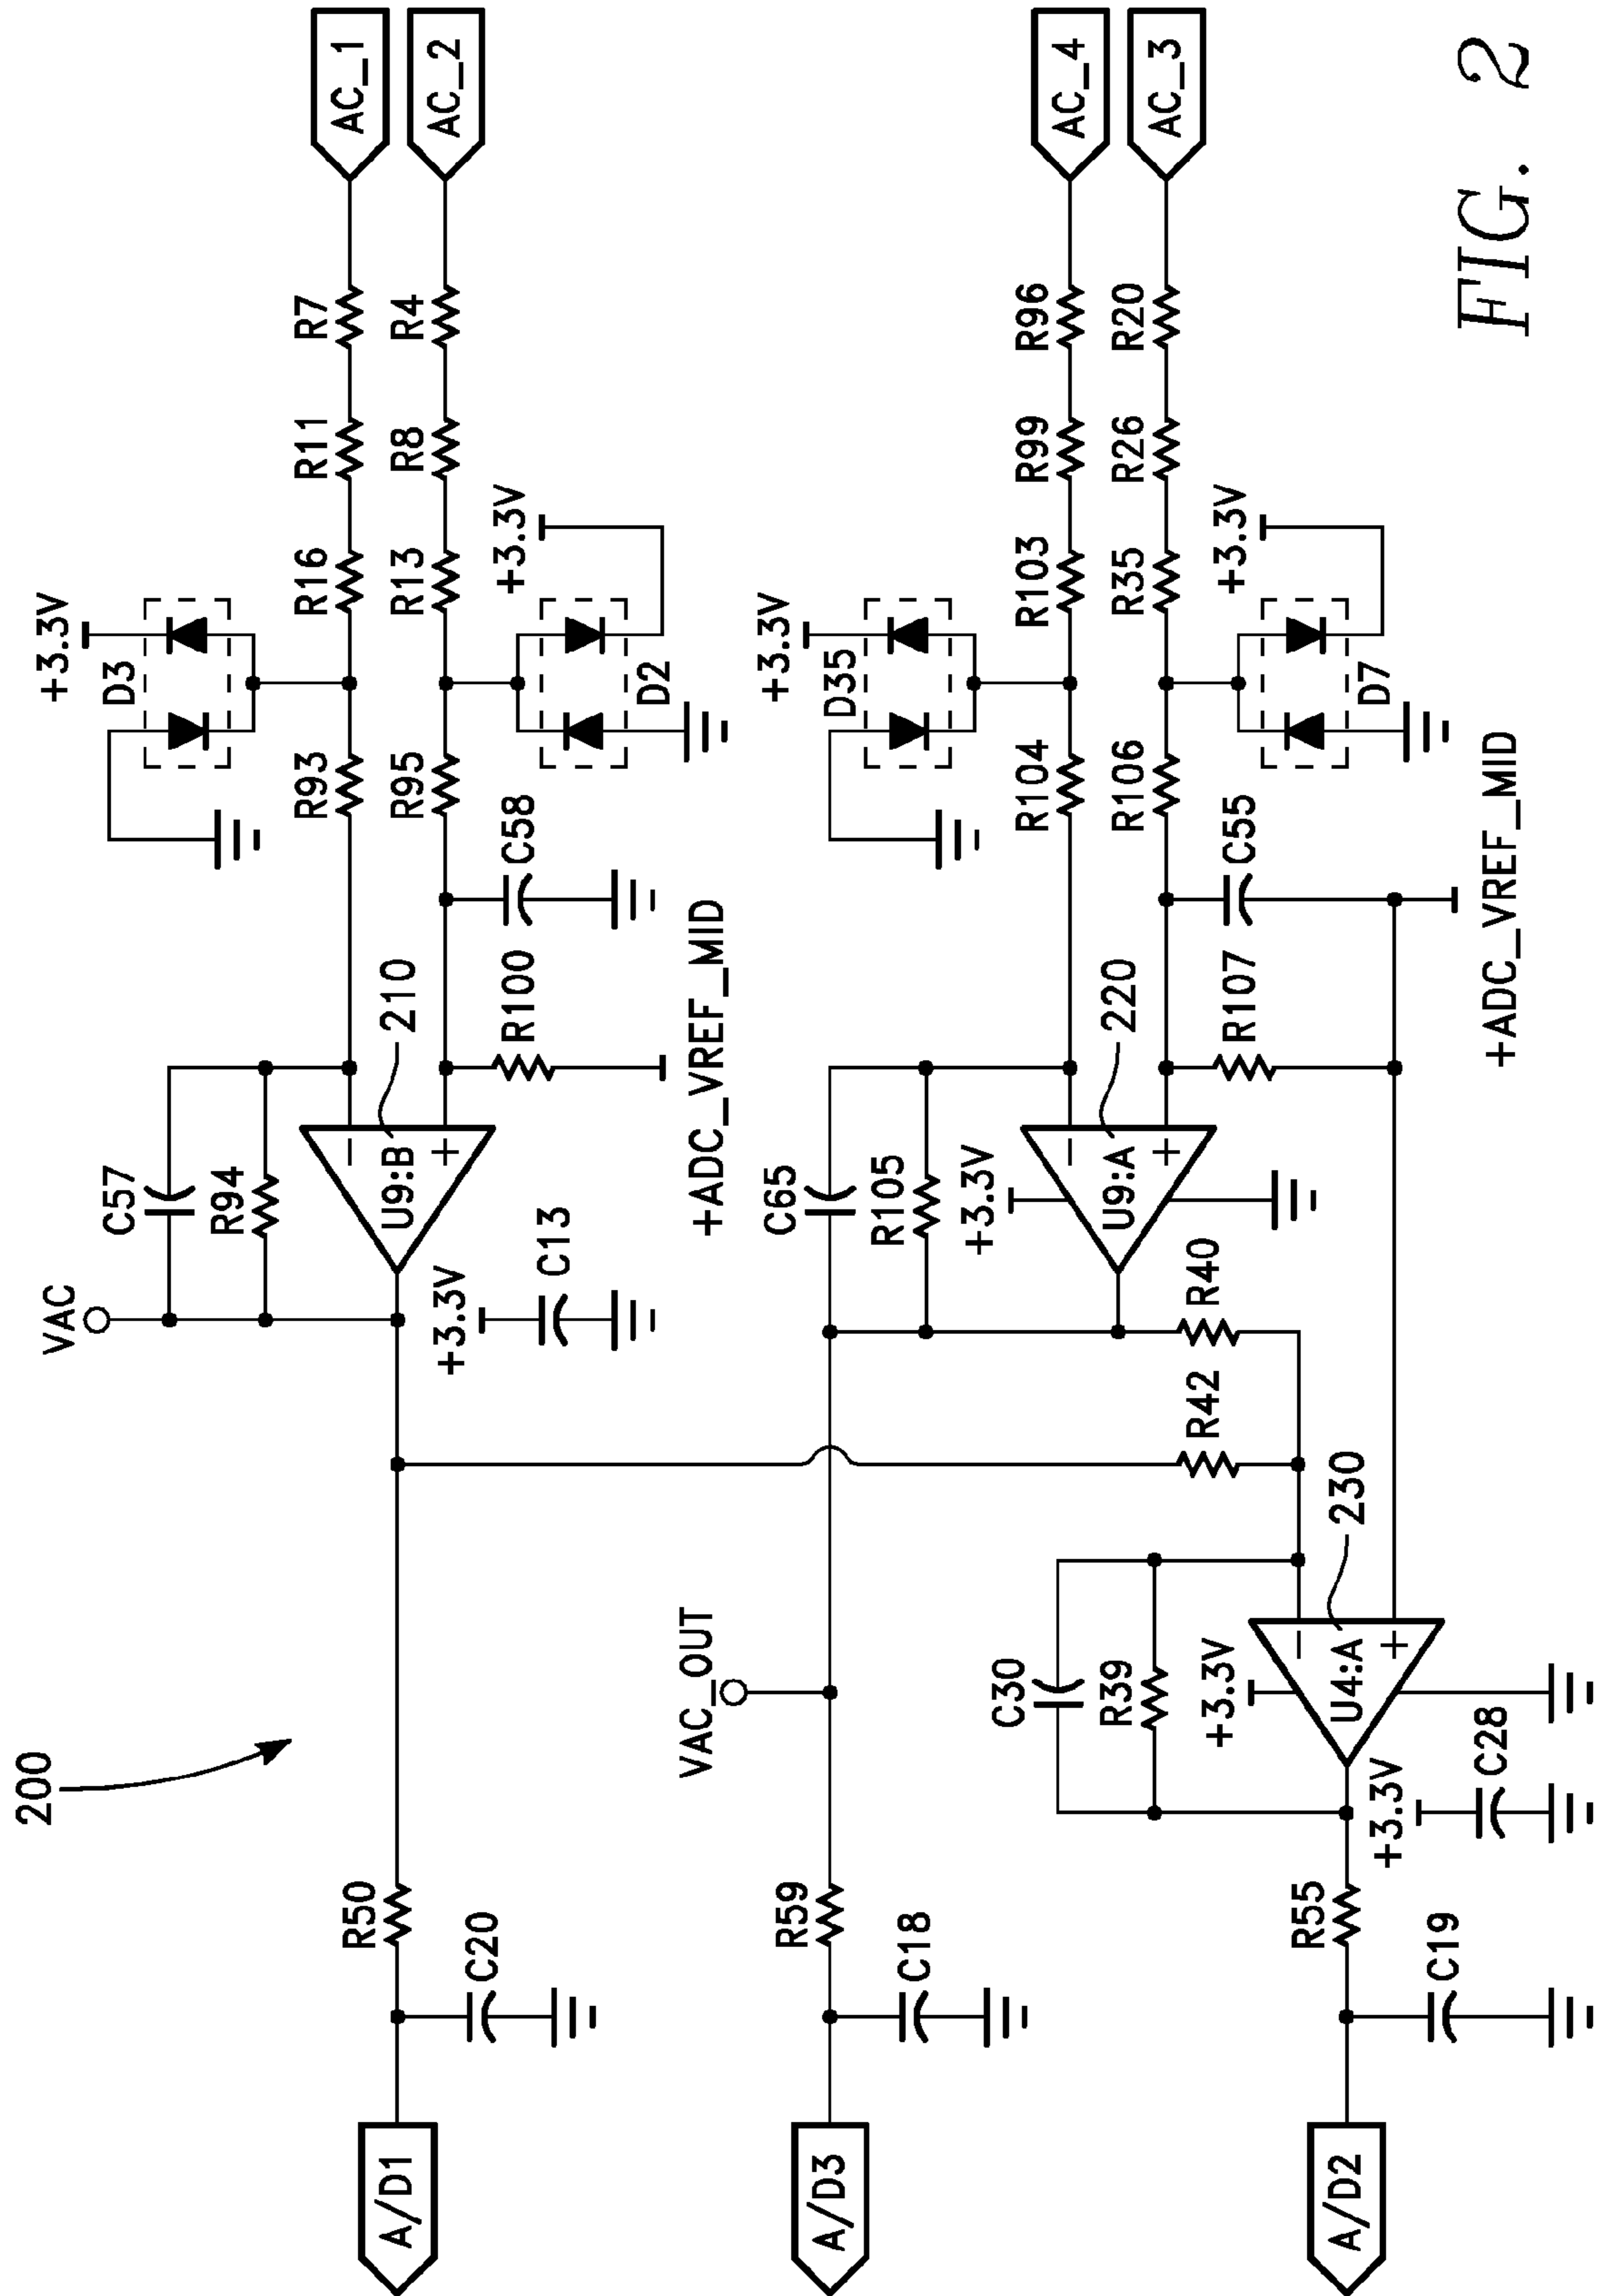 200
VAC
C57
R94
+3.3V
D3
R93
R16
R11
R7
AC_1
A/D1
R50
C20
U9:B
210
− +
R95
R13
R8
R4
AC_2
+3.3V
C13
R100
C58
D2
+3.3V
+ADC_VREF_MID
VAC_OUT
A/D3
R59
C18
C65
R105
+3.3V
+3.3V
D35
R104
R103
R99
R96
AC_4
U9:A
220
− +
R106
R35
R26
R20
AC_3
R42
R40
R107
C55
D7
+3.3V
+ADC_VREF_MID
C30
R39
+3.3V
A/D2
R55
C19
U4:A
230
− +
+3.3V
C28
FIG. 2